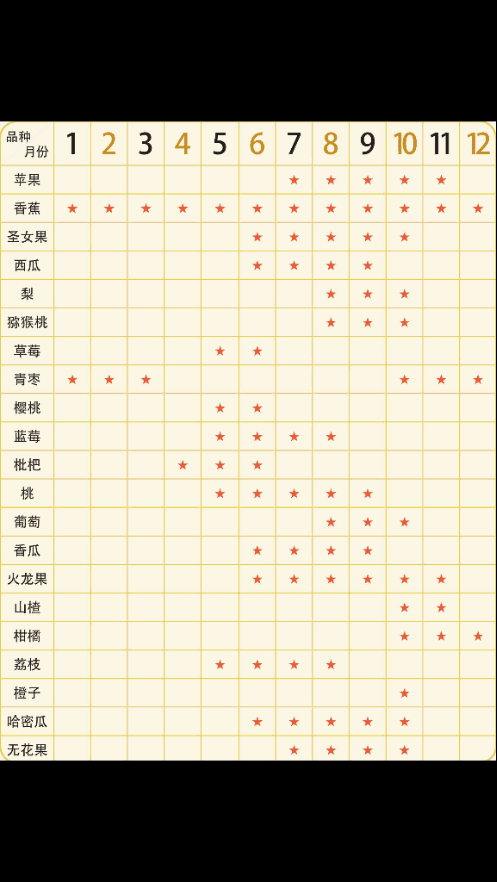 品种
月份
1 2 3 4 5 6 7 8 9 10 11 12
苹果 ★ ★ ★ ★ ★
香蕉 ★ ★ ★ ★ ★ ★ ★ ★ ★ ★ ★ ★
圣女果 ★ ★ ★ ★ ★
西瓜 ★ ★ ★ ★
梨 ★ ★ ★
猕猴桃 ★ ★ ★
草莓 ★ ★
青枣 ★ ★ ★ ★ ★ ★
樱桃 ★ ★
蓝莓 ★ ★ ★ ★
枇杷 ★ ★ ★
桃 ★ ★ ★ ★ ★
葡萄 ★ ★ ★
香瓜 ★ ★ ★ ★
火龙果 ★ ★ ★ ★ ★ ★
山楂 ★ ★
柑橘 ★ ★ ★
荔枝 ★ ★ ★ ★
橙子 ★
哈密瓜 ★ ★ ★ ★ ★
无花果 ★ ★ ★ ★